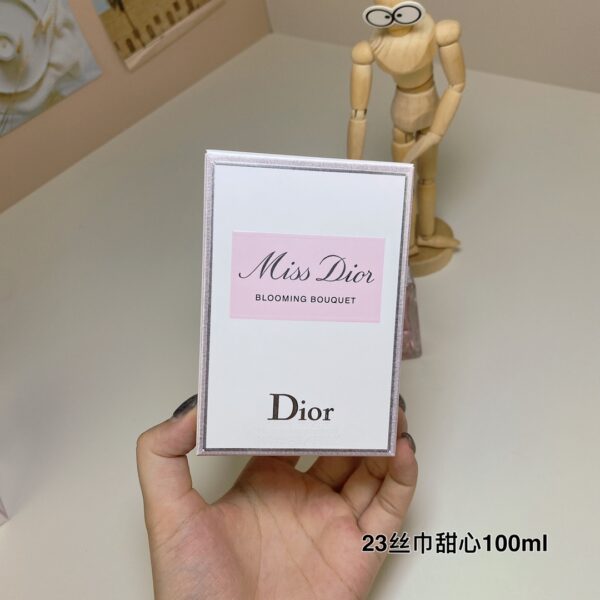 Miss Dior
BLOOMING BOUQUET
Dior
23丝巾甜心100ml